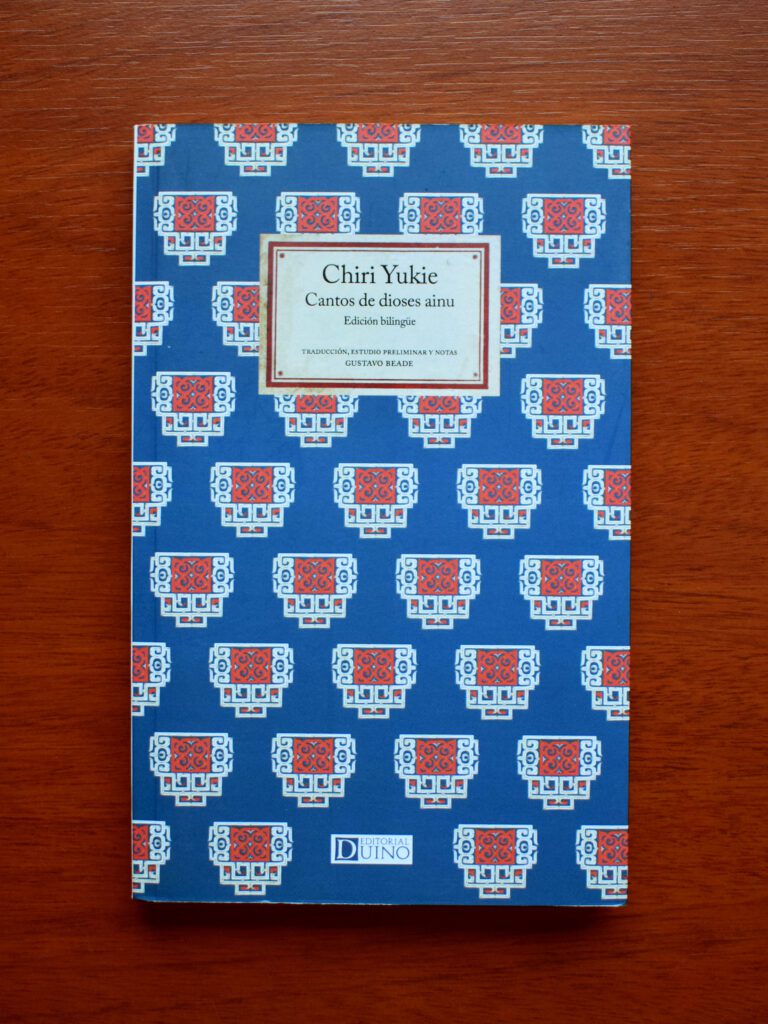 Chiri Yukie
Cantos de dioses ainu
Edición bilingüe
TRADUCCIÓN, ESTUDIO PRELIMINAR Y NOTAS
GUSTAVO BEADE
EDITORIAL
DUINO